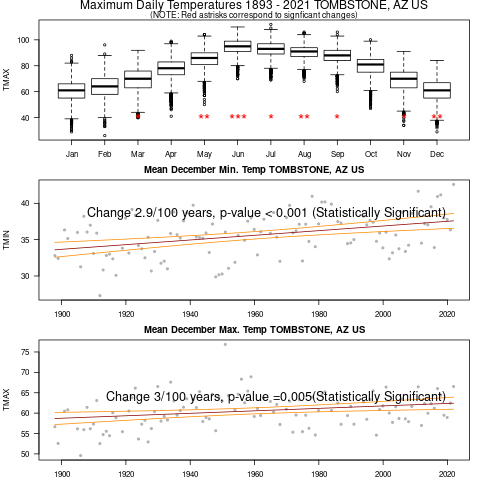 Maximum Daily Temperatures 1893 - 2021 TOMBSTONE, AZ US
(NOTE: Red astrisks correspond to signficant changes)
TMAX
100
80
60
40
Jan Feb Mar Apr May Jun Jul Aug Sep Oct Nov Dec
Mean December Min. Temp TOMBSTONE, AZ US
TMIN
40
35
30
Change 2.9/100 years, p-value < 0.001 (Statistically Significant)
1900 1920 1940 1960 1980 2000 2020
Mean December Max. Temp TOMBSTONE, AZ US
TMAX
75
70
65
60
55
50
Change 3/100 years, p-value =0.005(Statistically Significant)
1900 1920 1940 1960 1980 2000 2020